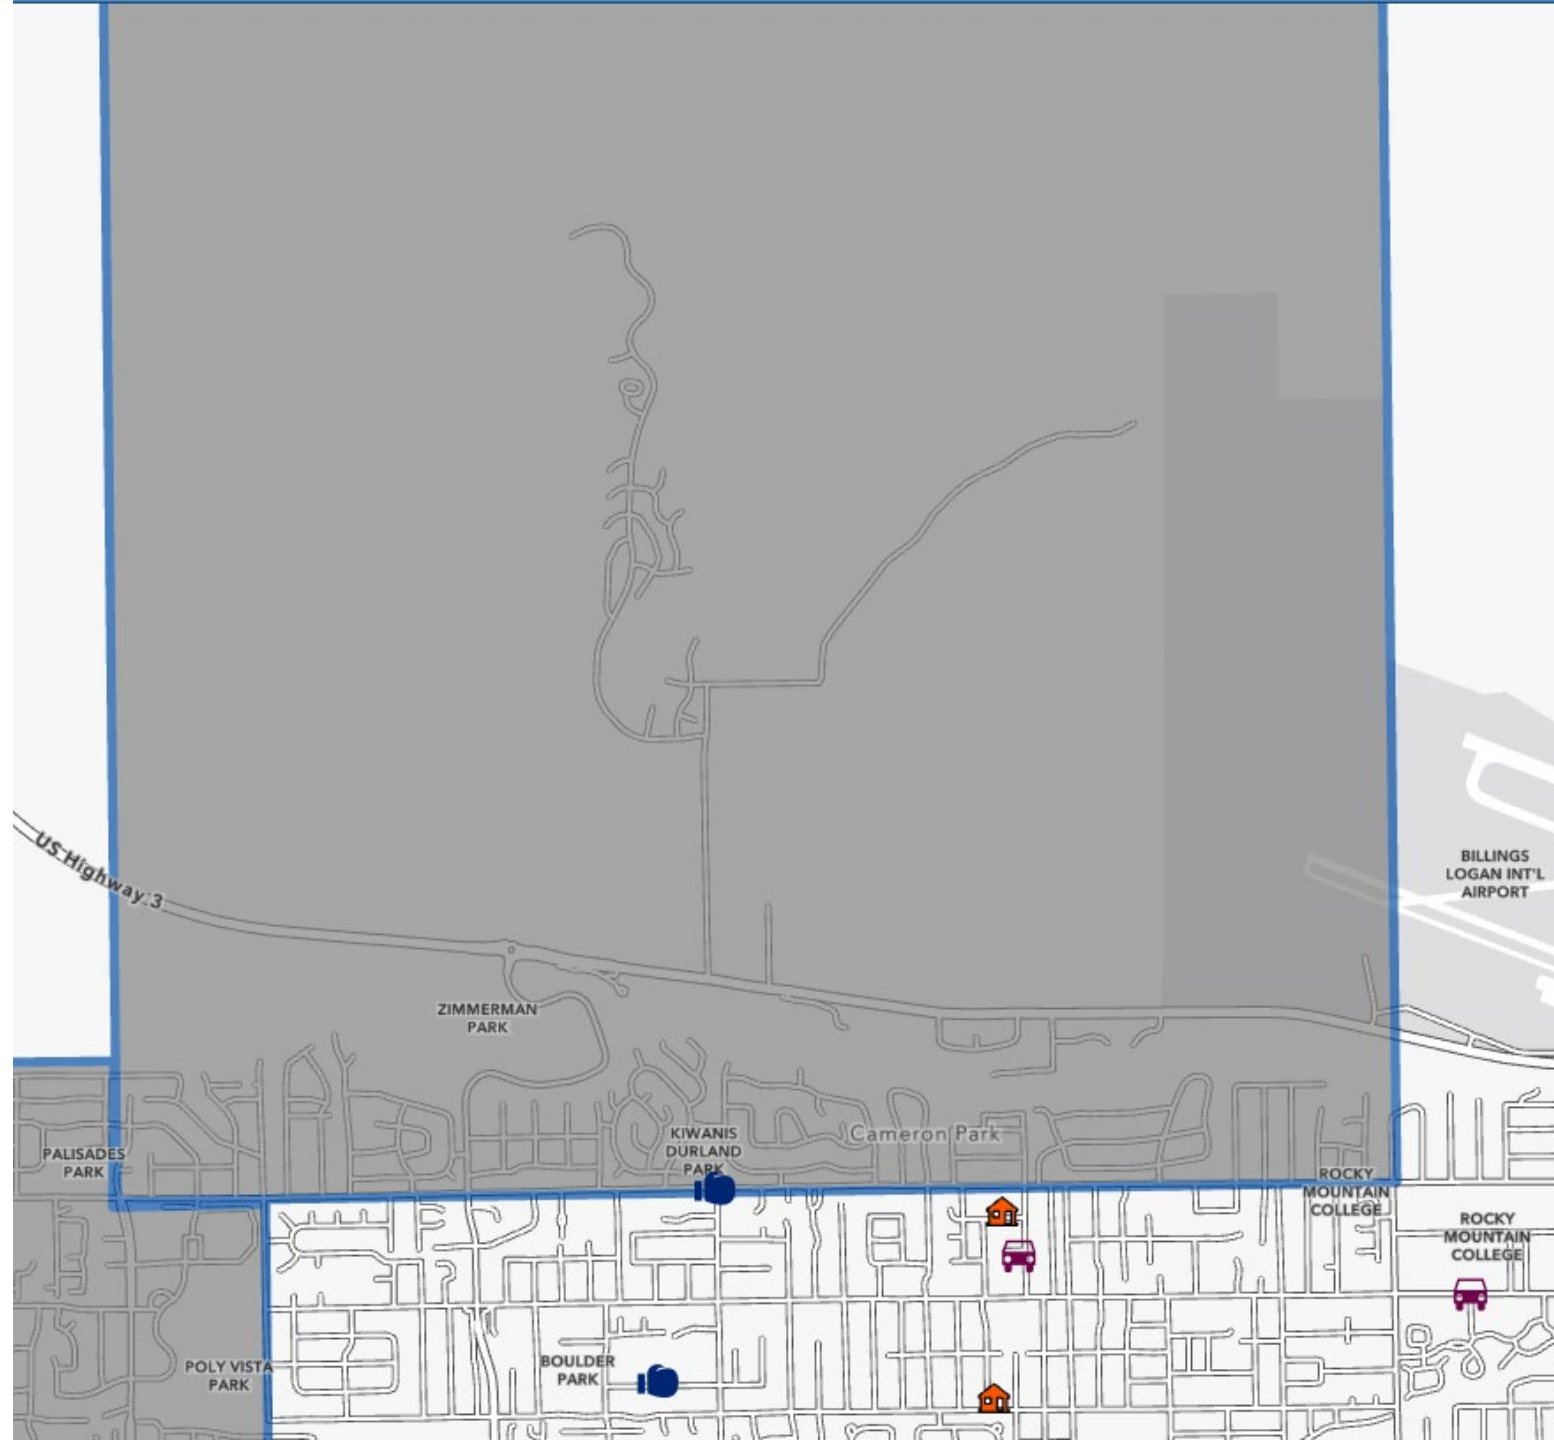 US Highway 3
BILLINGS
LOGAN INT'L
AIRPORT
ZIMMERMAN
PARK
KIWANIS
DURLAND
PARK
Cameron Park
PALISADES
PARK
ROCKY
MOUNTAIN
COLLEGE
ROCKY
MOUNTAIN
COLLEGE
BOULDER
PARK
POLY VISTA
PARK